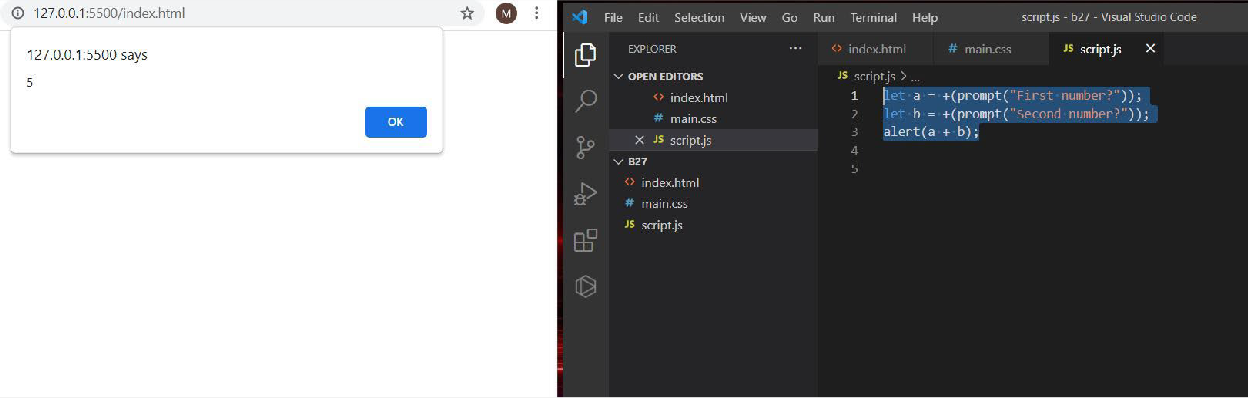 127.0.0.1:5500/index.html
M
127.0.0.1:5500 says
5
OK
File Edit Selection View Go Run Terminal Help
script.js - b27 - Visual Studio Code
EXPLORER ...
OPEN EDITORS
<> index.html
# main.css
JS script.js
B27
<> index.html
# main.css
JS script.js
<> index.html
# main.css
JS script.js
JS script.js > ...
1 let a = +(prompt("First number?"));
2 let b = +(prompt("Second number?"));
3 alert(a + b);
4
5